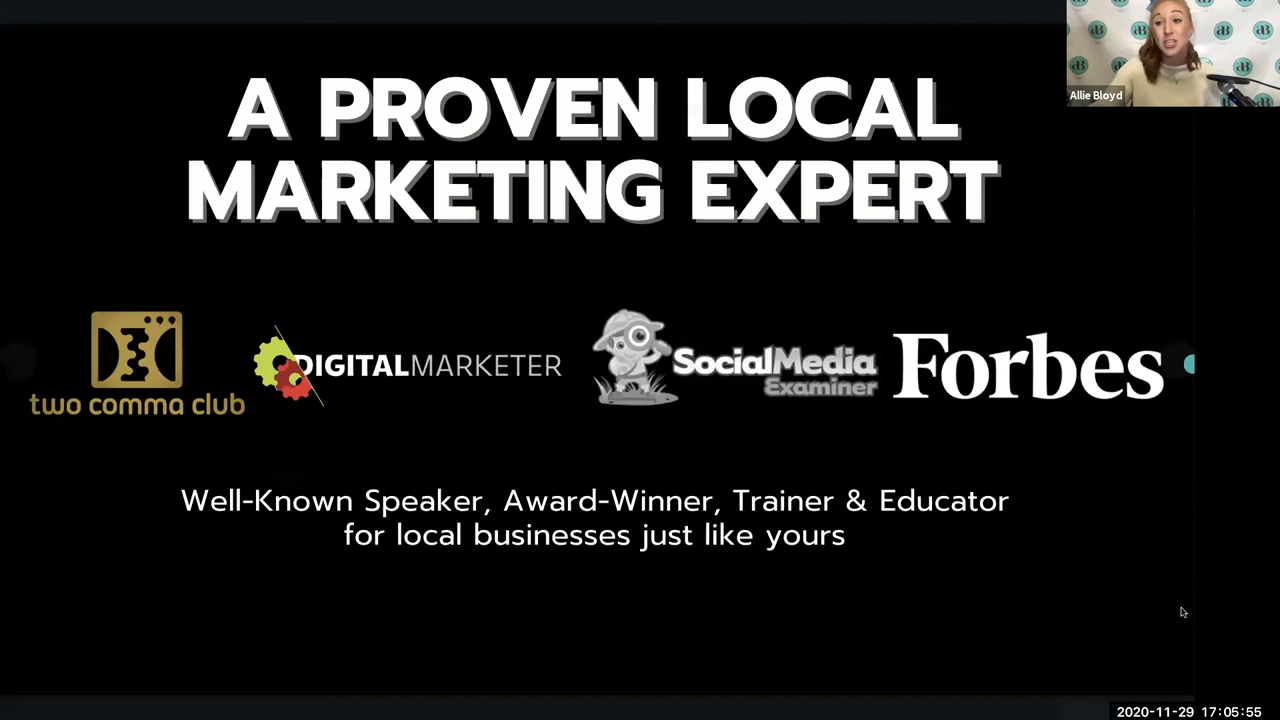 A PROVEN LOCAL
MARKETING EXPERT
Allie Bloyd
two comma club
DIGITALMARKETER
SocialMedia
Examiner
Forbes
Well-Known Speaker, Award-Winner, Trainer & Educator
for local businesses just like yours
2020-11-29 17:05:55